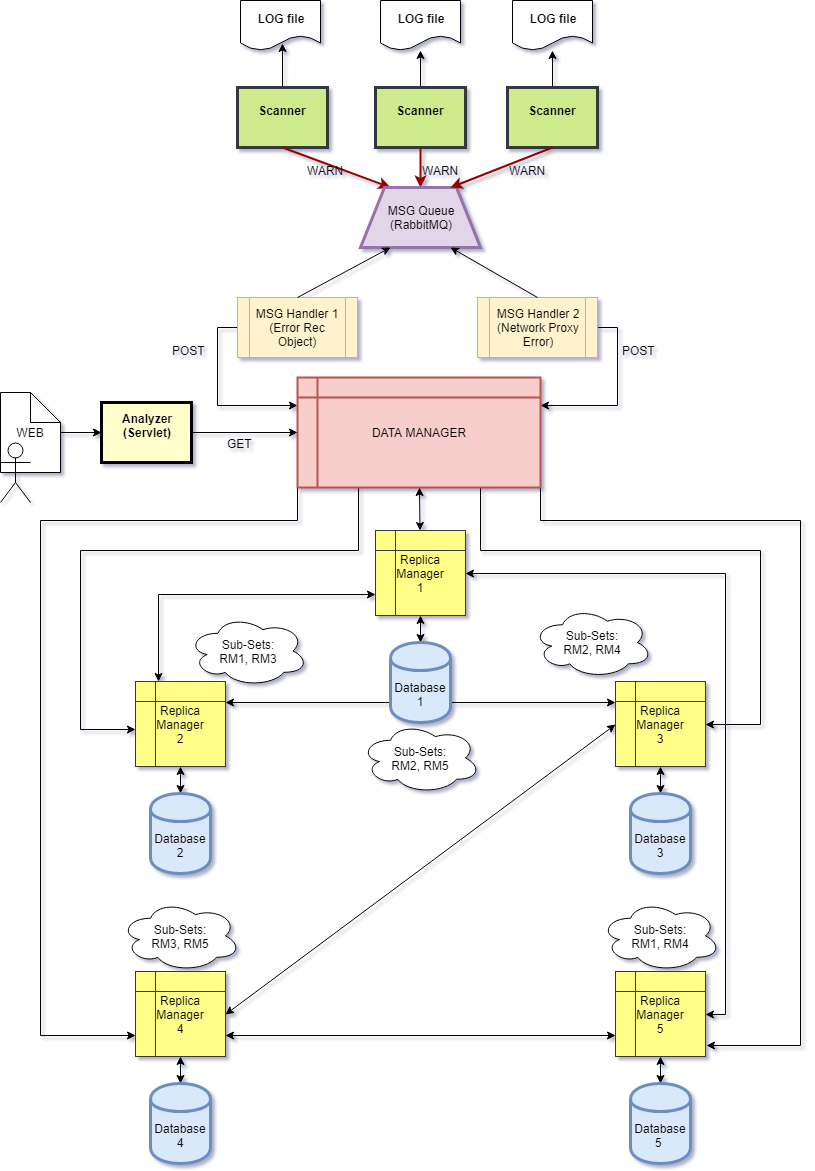 LOG file
LOG file
LOG file
Scanner
Scanner
Scanner
WARN
WARN
WARN
MSG Queue
(RabbitMQ)
MSG Handler 1
(Error Rec
Object)
MSG Handler 2
(Network Proxy
Error)
POST
POST
WEB
Analyzer
(Servlet)
GET
DATA MANAGER
Replica
Manager
1
Sub-Sets:
RM1, RM3
Sub-Sets:
RM2, RM4
Database
1
Replica
Manager
2
Replica
Manager
3
Sub-Sets:
RM2, RM5
Database
2
Database
3
Sub-Sets:
RM3, RM5
Sub-Sets:
RM1, RM4
Replica
Manager
4
Replica
Manager
5
Database
4
Database
5